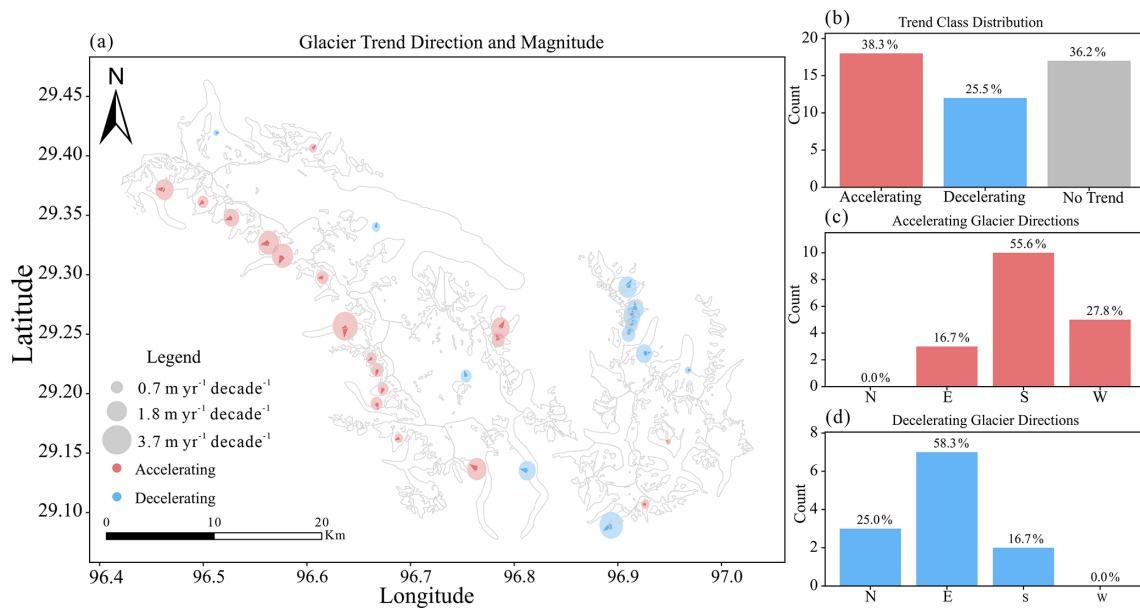 (a)
Glacier Trend Direction and Magnitude
N
29.45
29.40
29.35
29.30
29.25
29.20
29.15
29.10
Latitude
Legend
0.7 m yr⁻¹ decade⁻¹
1.8 m yr⁻¹ decade⁻¹
3.7 m yr⁻¹ decade⁻¹
Accelerating
Decelerating
0 10 20
Km
96.4 96.5 96.6 96.7 96.8 96.9 97.0
Longitude
(b)
Trend Class Distribution
20
15
10
5
0
Count
38.3% 25.5% 36.2%
Accelerating Decelerating No Trend
(c)
Accelerating Glacier Directions
10
8
6
4
2
0
Count
0.0% 16.7% 55.6% 27.8%
N E S W
(d)
Decelerating Glacier Directions
8
6
4
2
0
Count
25.0% 58.3% 16.7% 0.0%
N E S W